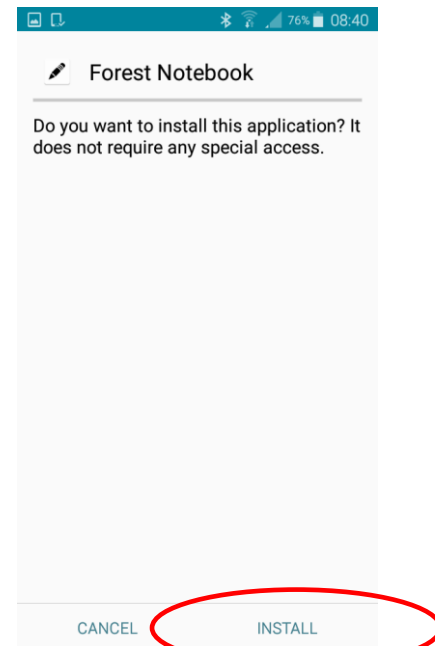 76% 08:40
Forest Notebook
Do you want to install this application? It
does not require any special access.
CANCEL INSTALL